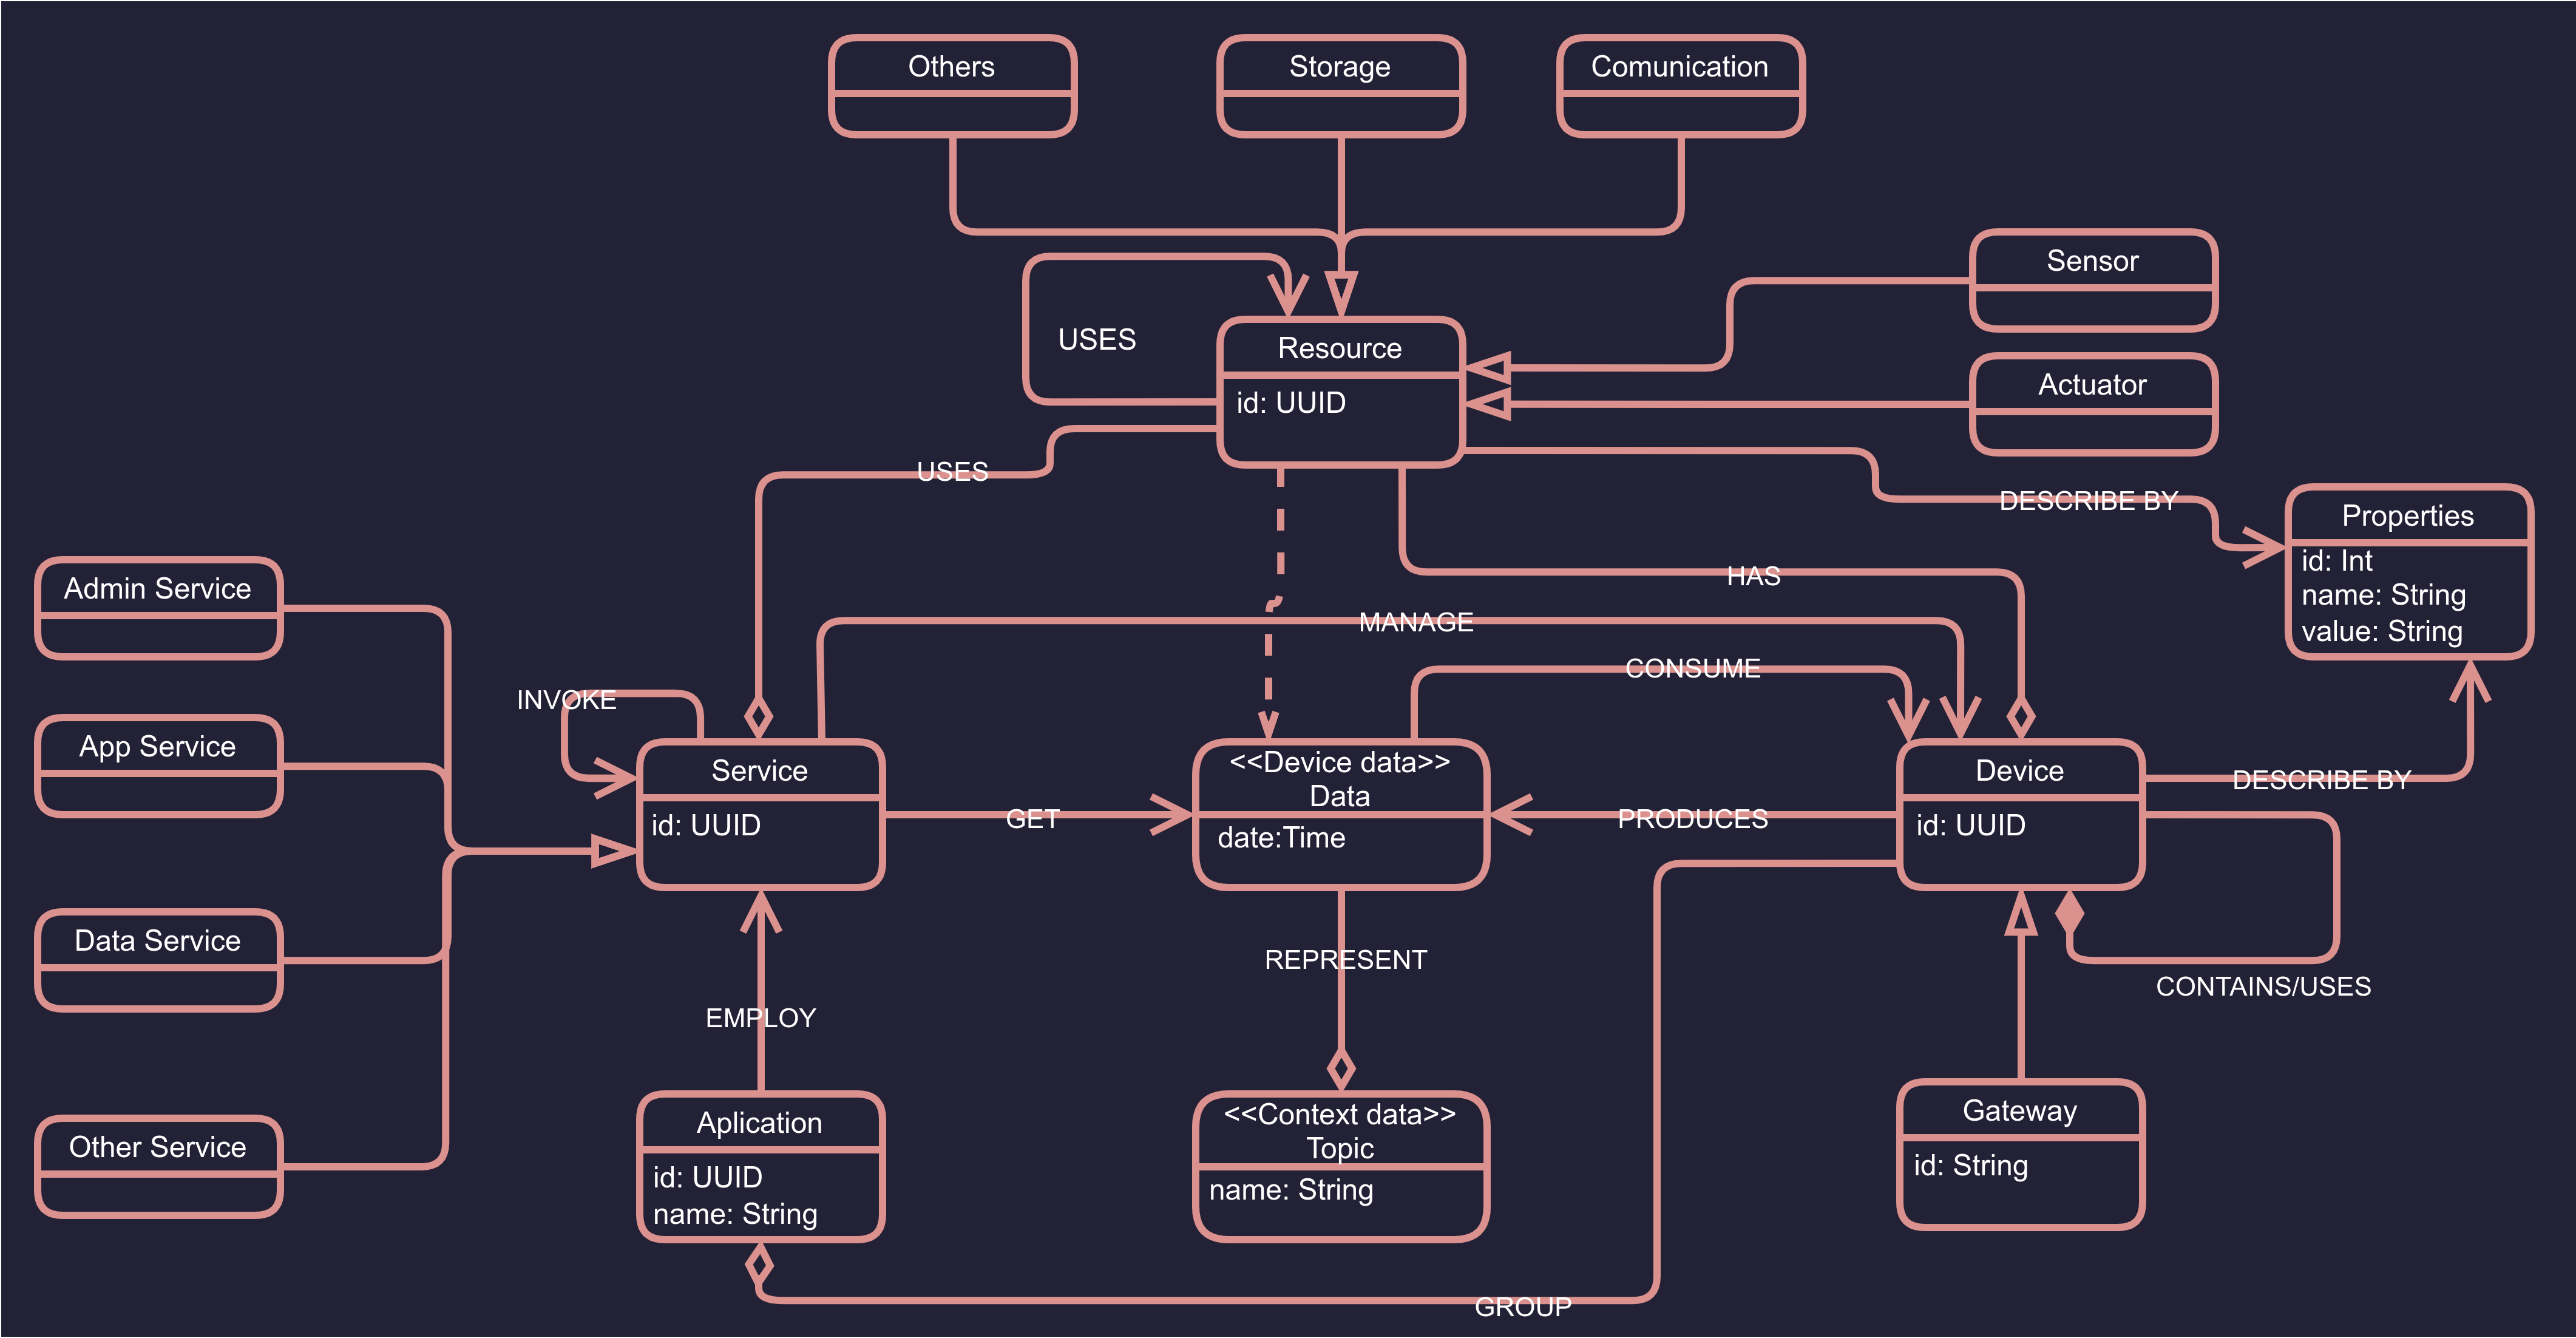 Others
Storage
Comunication
Sensor
USES
Resource
id: UUID
Actuator
USES
DESCRIBE BY
Properties
id: Int
name: String
value: String
HAS
MANAGE
CONSUME
Admin Service
App Service
Data Service
Other Service
INVOKE
Service
id: UUID
GET
<<Device data>>
Data
date:Time
PRODUCES
Device
id: UUID
DESCRIBE BY
CONTAINS/USES
REPRESENT
EMPLOY
Aplication
id: UUID
name: String
<<Context data>>
Topic
name: String
Gateway
id: String
GROUP